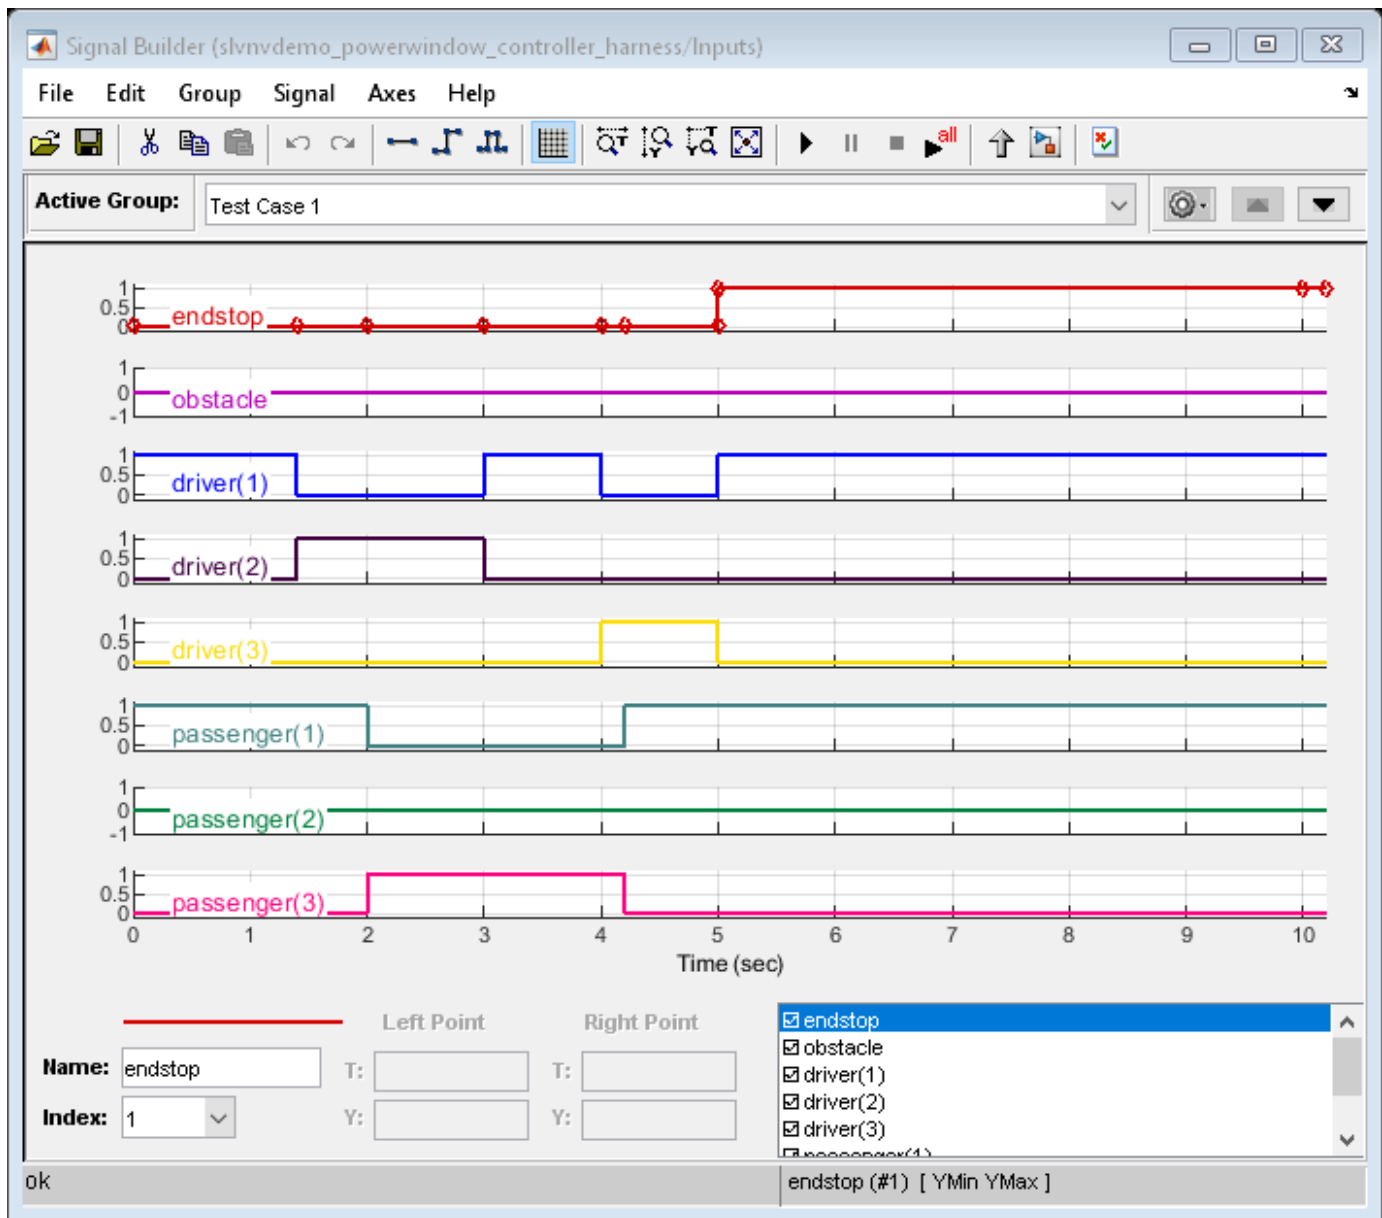 Signal Builder (slvnvdemo_powerwindow_controller_harness/Inputs)
File Edit Group Signal Axes Help
all
Active Group: Test Case 1
1
0.5
0
endstop
1
0
-1
obstacle
1
0.5
0
driver(1)
1
0.5
0
driver(2)
1
0.5
0
driver(3)
1
0.5
0
passenger(1)
1
0
-1
passenger(2)
1
0.5
0
passenger(3)
0 1 2 3 4 5 6 7 8 9 10
Time (sec)
Left Point Right Point
Name: endstop T: T:
Index: 1 Y: Y:
endstop
obstacle
driver(1)
driver(2)
driver(3)
passenger(1)
ok
endstop (#1) [ YMin YMax ]